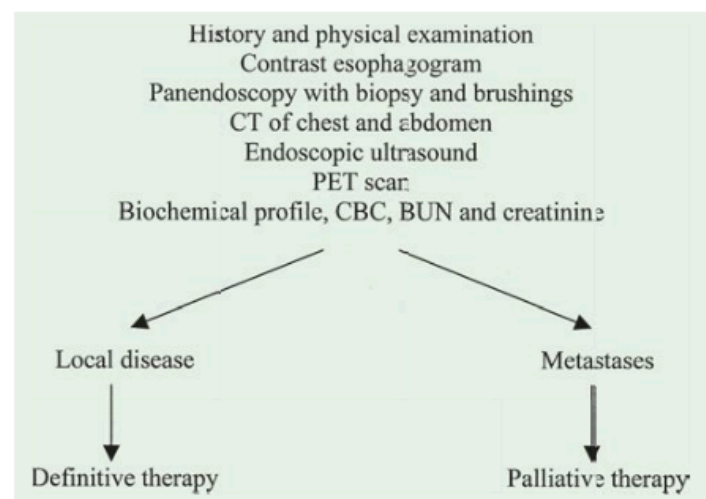 History and physical examination
Contrast esophagogram
Panendoscopy with biopsy and brushings
CT of chest and abdomen
Endoscopic ultrasound
PET scan
Biochemical profile, CBC, BUN and creatinine
Local disease
Metastases
Definitive therapy
Palliative therapy